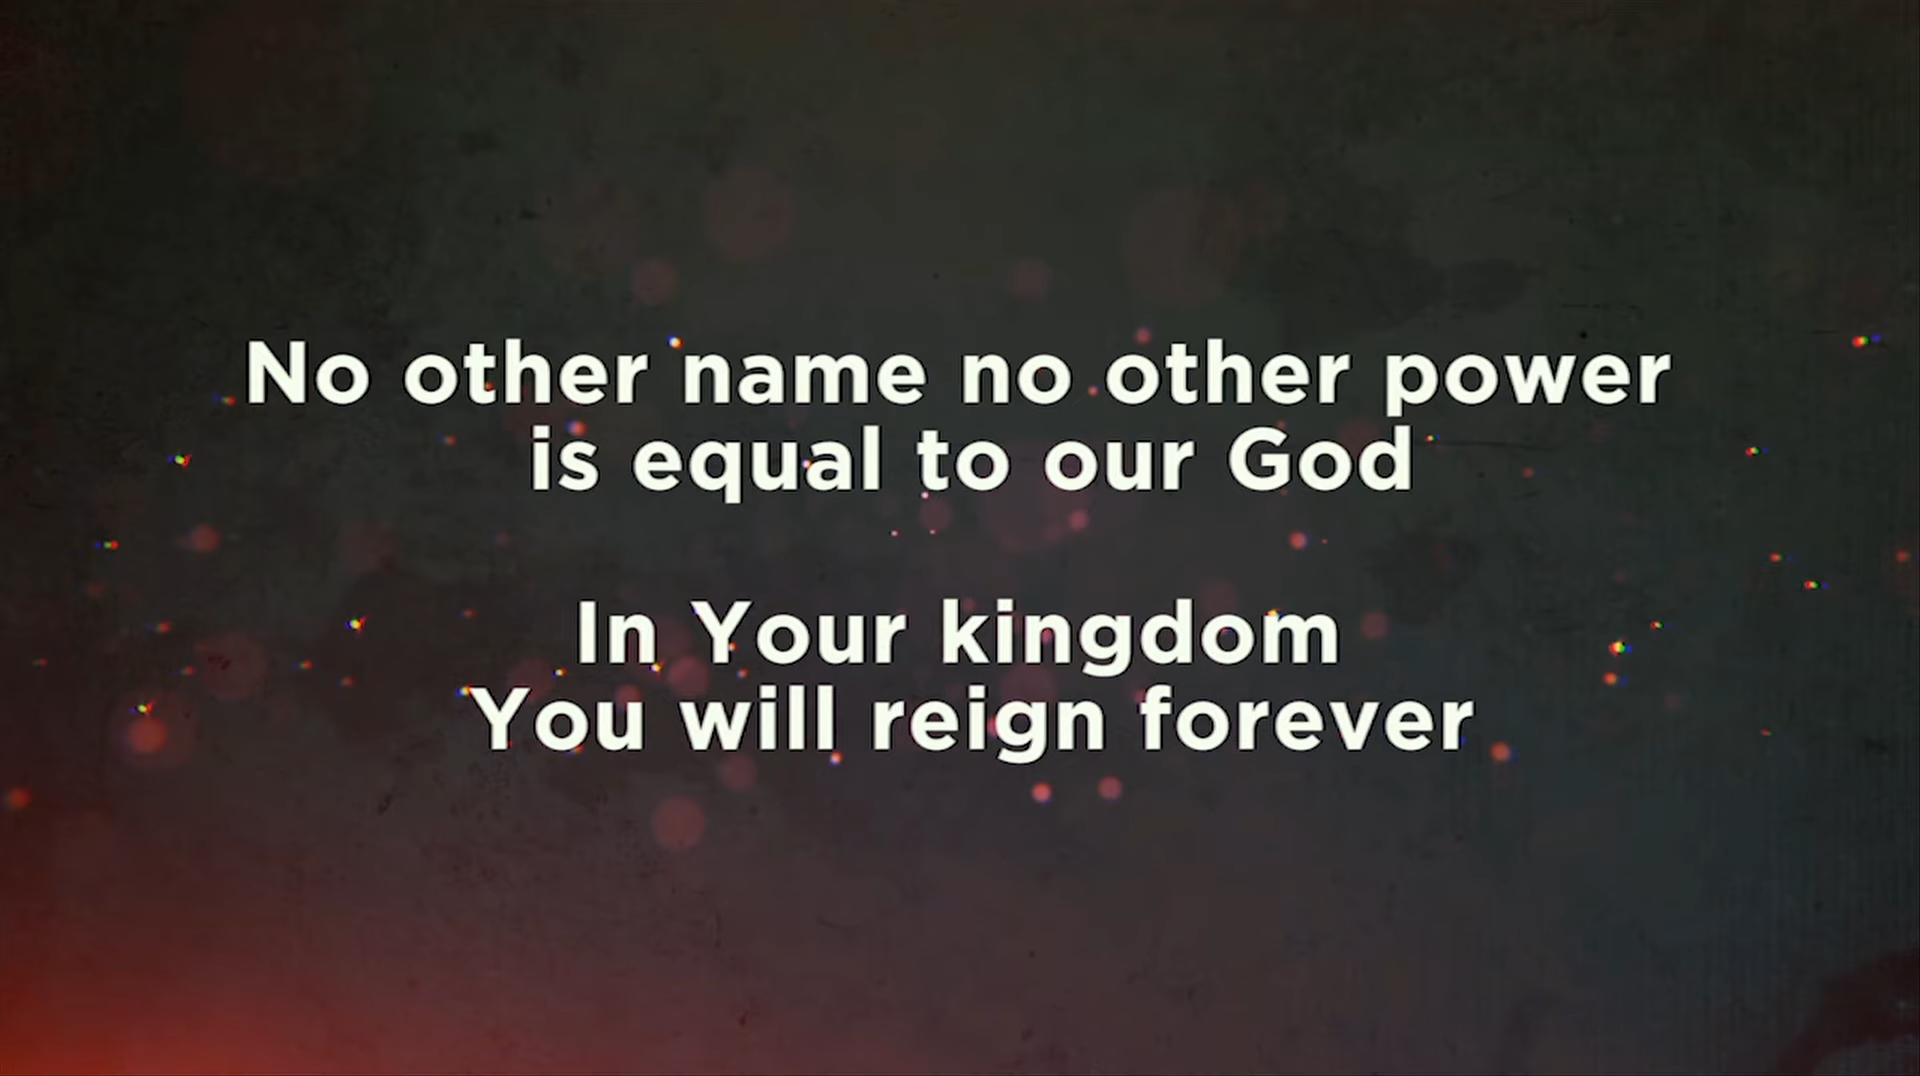 No other name no other power
is equal to our God
In Your kingdom
You will reign forever